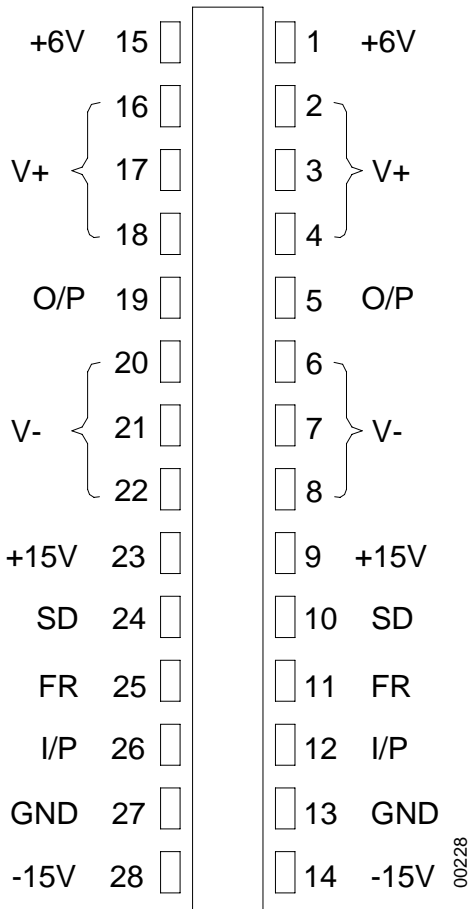 +6V 15 1 +6V
16 2
V+ 17 3 V+
18 4
O/P 19 5 O/P
20 6
V- 21 7 V-
22 8
+15V 23 9 +15V
SD 24 10 SD
FR 25 11 FR
I/P 26 12 I/P
GND 27 13 GND
-15V 28 14 -15V
00228